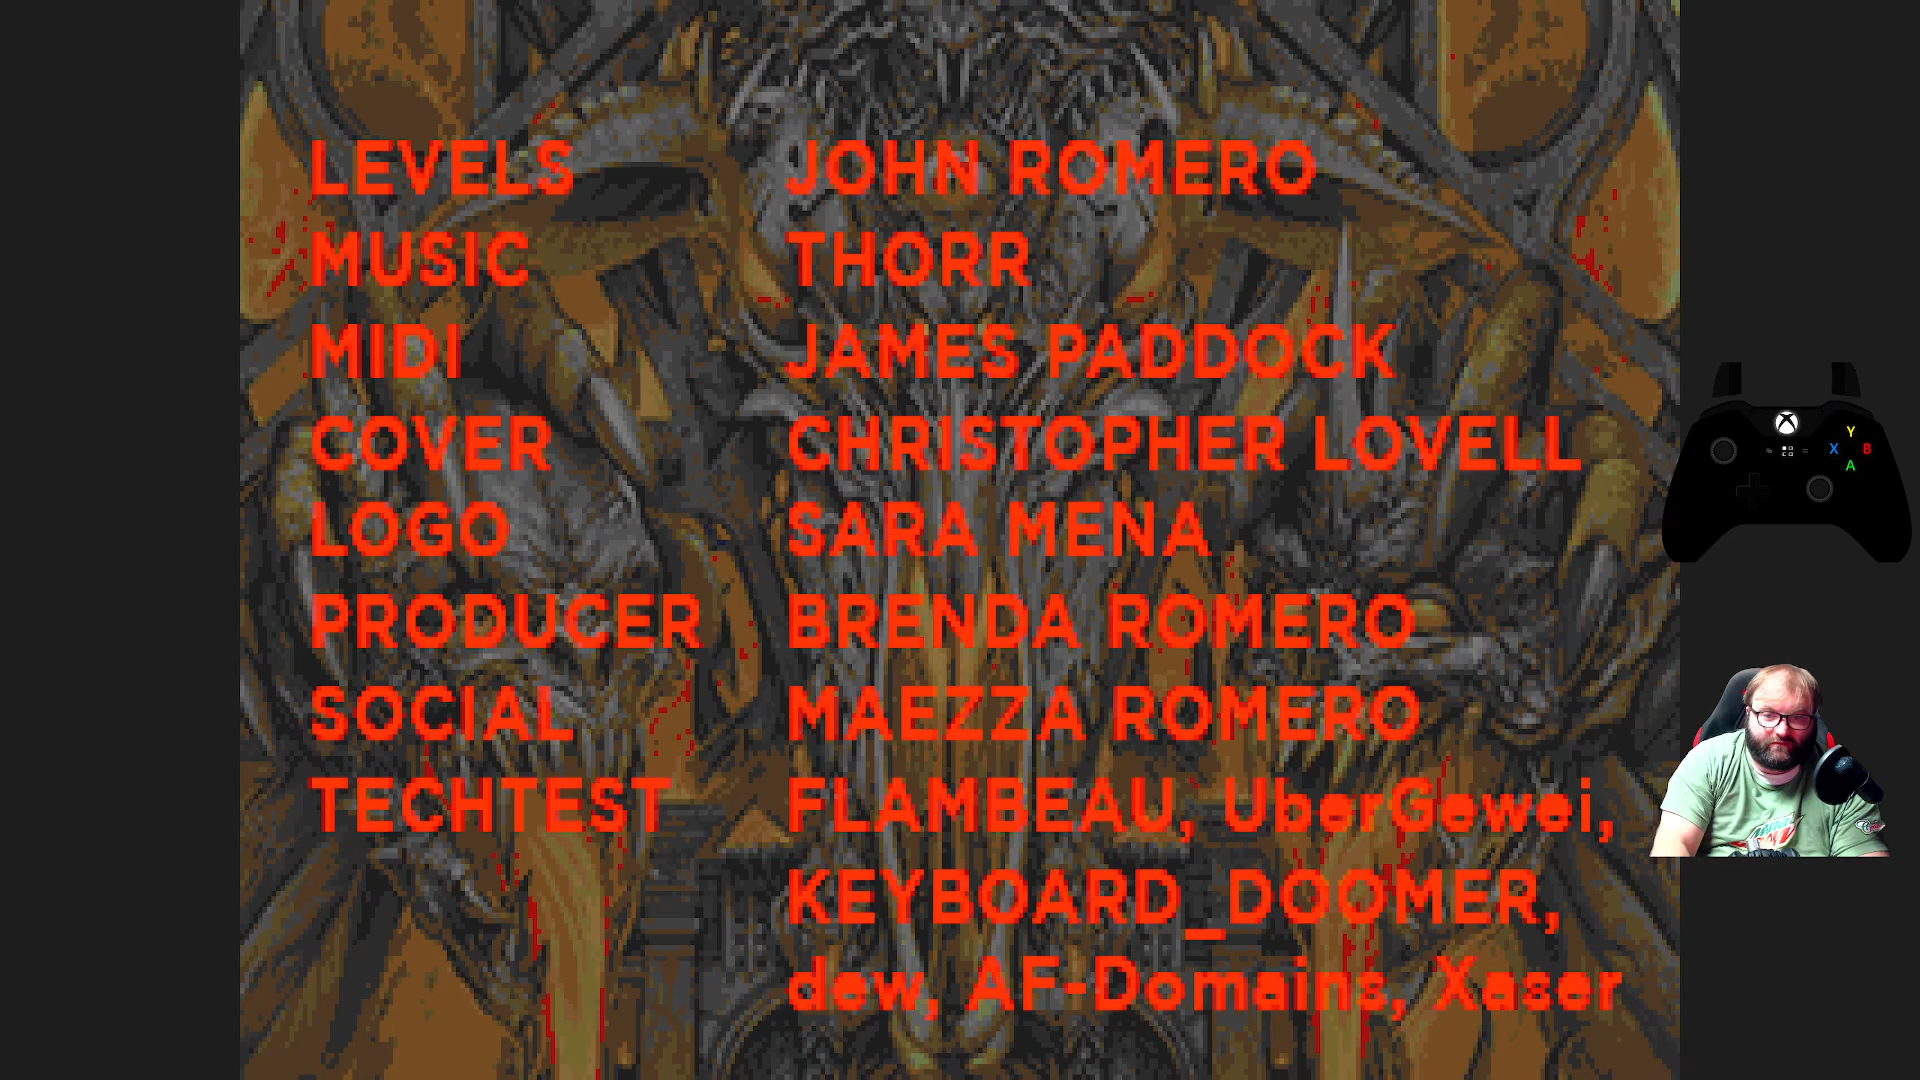 LEVELS JOHN ROMERO
MUSIC THORR
MIDI JAMES PADDOCK
COVER CHRISTOPHER LOVELL
LOGO SARA MENA
PRODUCER BRENDA ROMERO
SOCIAL MAEZZA ROMERO
TECHTEST FLAMBEAU, UberGewei,
KEYBOARD_DOOMER,
dew, AF-Domains, Xaser
Y
X B
A